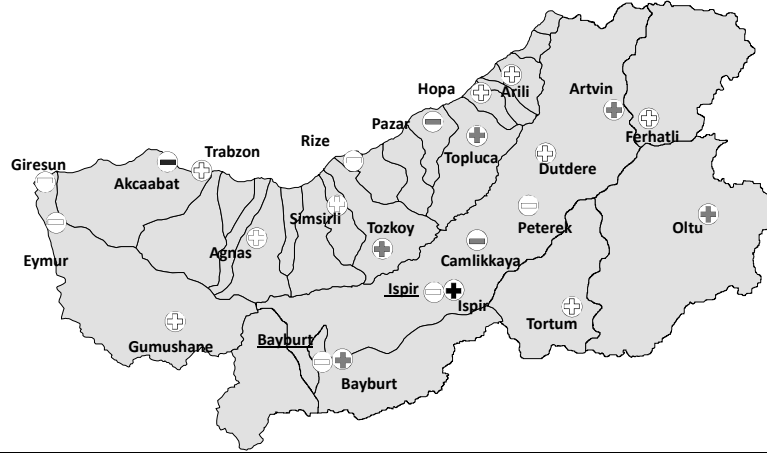 Hopa
Arili
Artvin
Pazar
Ferhatli
Rize
Trabzon
Topluca
Giresun
Dutdere
Akcaabat
Simsirli
Tozkoy
Peterek
Oltu
Agnas
Eymur
Camlikkaya
Ispir
Ispir
Tortum
Gumushane
Bayburt
Bayburt